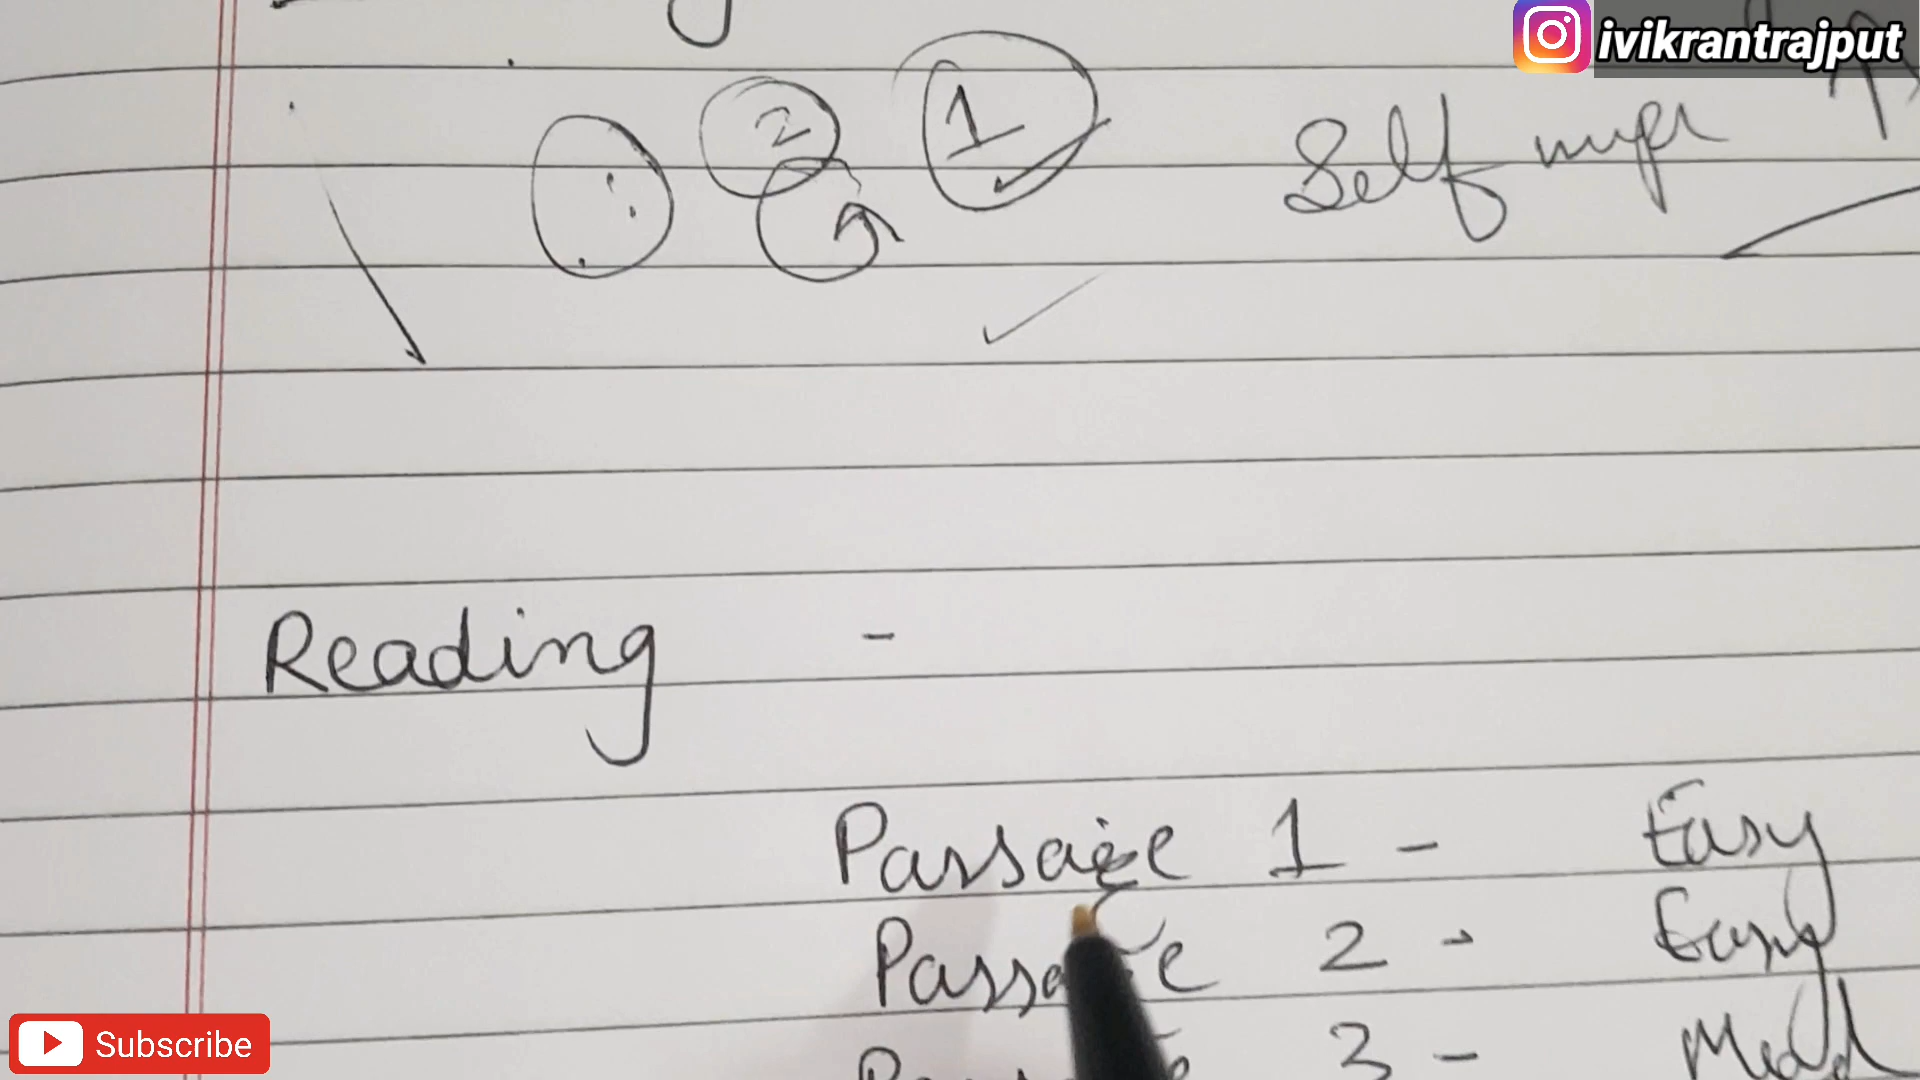 ivikrantrajput
2 1
Self
Reading -
Passage 1 - Easy
Passage 2 - Easy
3 -
Subscribe